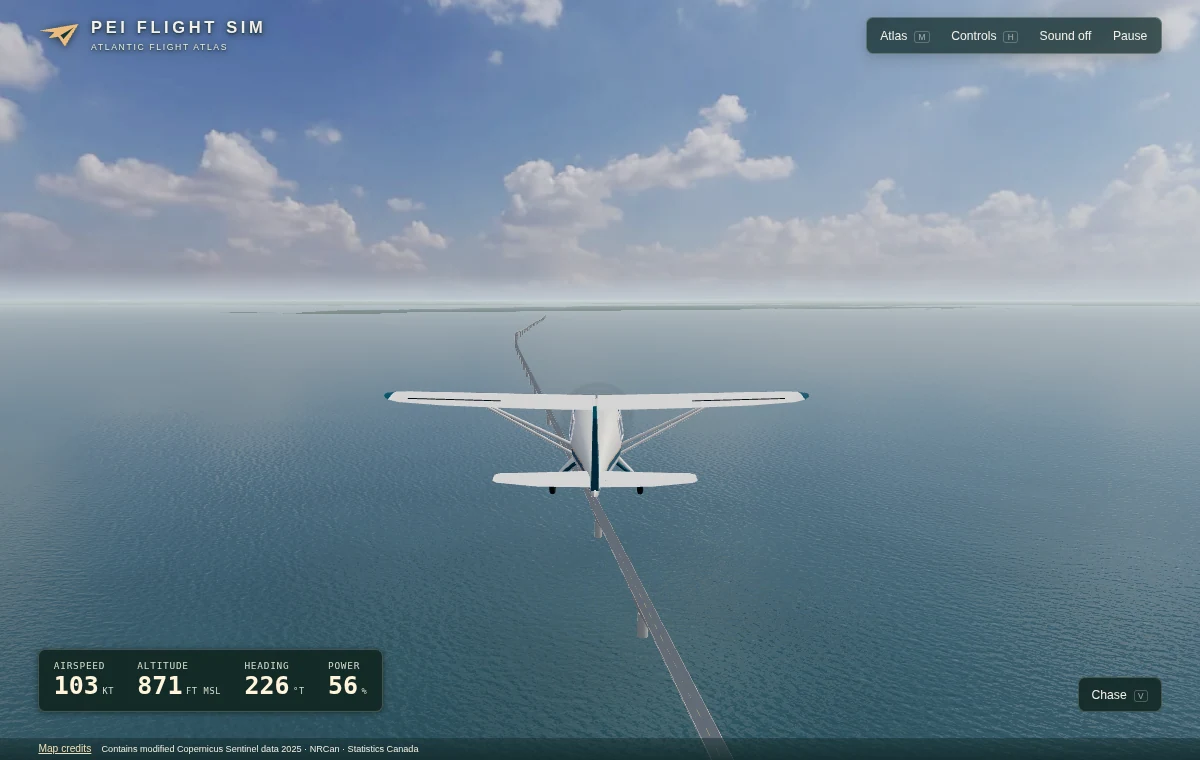 PEI FLIGHT SIM
ATLANTIC FLIGHT ATLAS
Atlas M Controls H Sound off Pause
AIRSPEED ALTITUDE HEADING POWER
103 KT 871 FT MSL 226 °T 56 %
Chase V
Map credits Contains modified Copernicus Sentinel data 2025 · NRCan · Statistics Canada